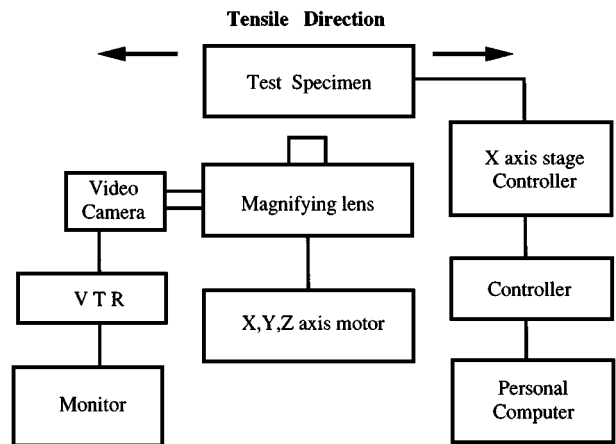 Tensile Direction
Test Specimen
X axis stage
Controller
Video
Camera
Magnifying lens
V T R
X,Y,Z axis motor
Controller
Monitor
Personal
Computer